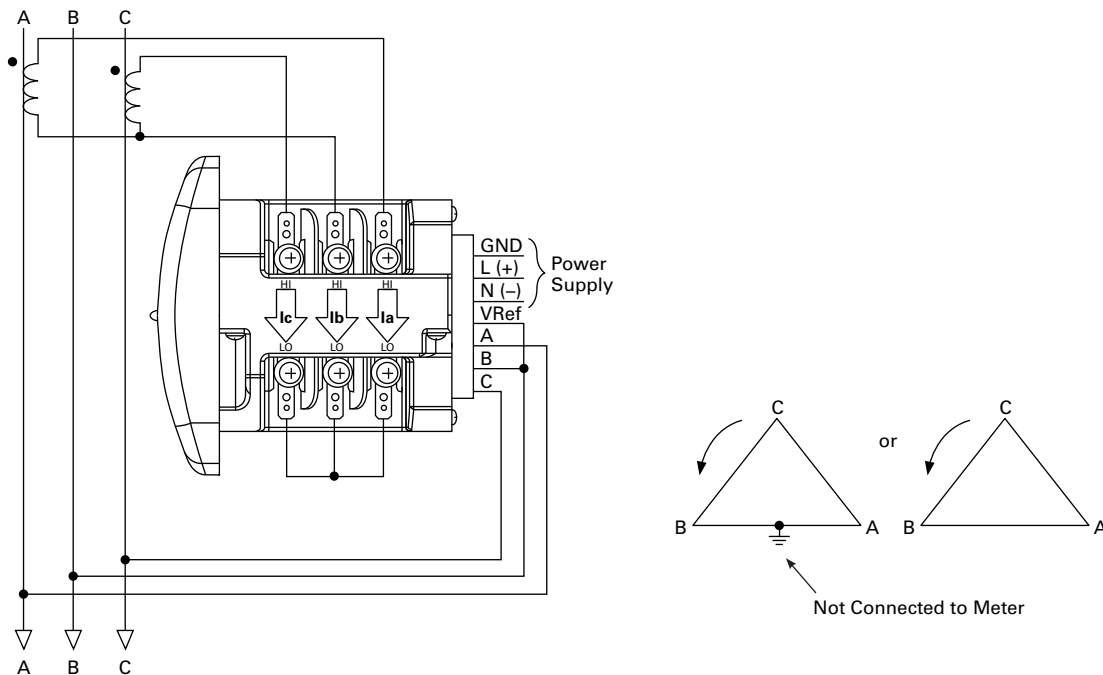 A B C
GND
L (+)
N (–)
VRef
A
B
C
Power
Supply
HI HI HI
Ic Ib Ia
LO LO LO
C
B A
or
C
B A
Not Connected to Meter
A B C